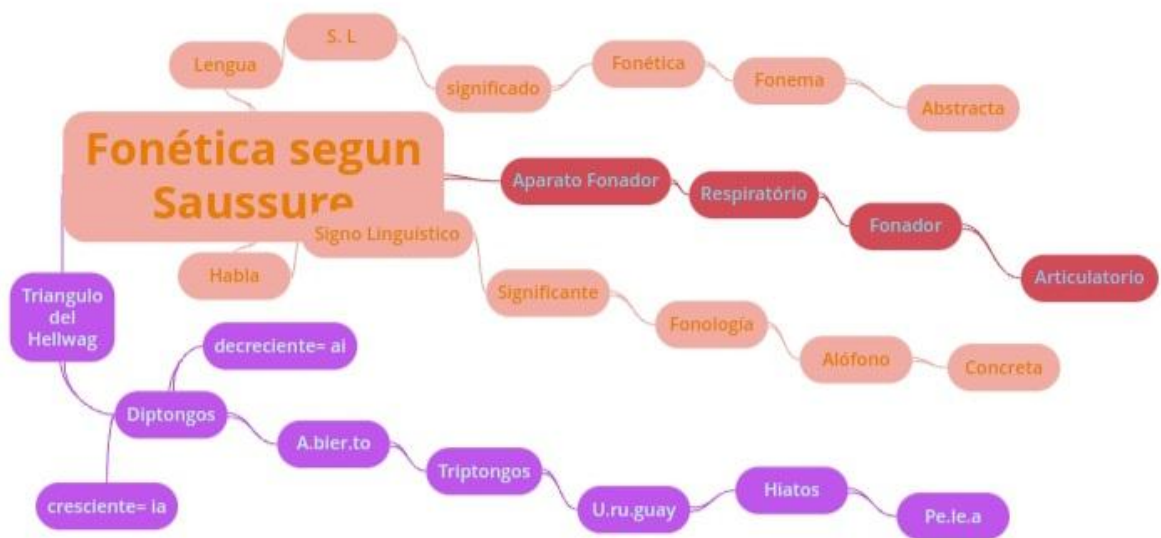 S. L
Lengua
Fonética
significado
Fonema
Abstracta
Fonética segun
Saussure
Aparato Fonador
Respiratório
Fonador
Articulatorio
Signo Linguístico
Habla
Significante
Fonología
Alófono
Concreta
Triangulo
del
Hellwag
decreciente= ai
Diptongos
cresciente= ia
A.bier.to
Triptongos
U.ru.guay
Hiatos
Pe.le.a